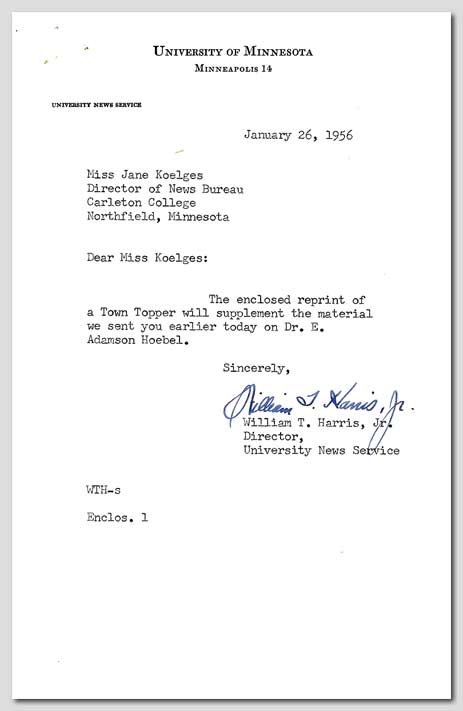 UNIVERSITY OF MINNESOTA
MINNEAPOLIS 14
UNIVERSITY NEWS SERVICE
January 26, 1956
Miss Jane Koelges
Director of News Bureau
Carleton College
Northfield, Minnesota
Dear Miss Koelges:
The enclosed reprint of
a Town Topper will supplement the material
we sent you earlier today on Dr. E.
Adamson Hoebel.
Sincerely,
William T. Harris, Jr.
William T. Harris, Jr.
Director,
University News Service
WTH-s
Enclos. 1